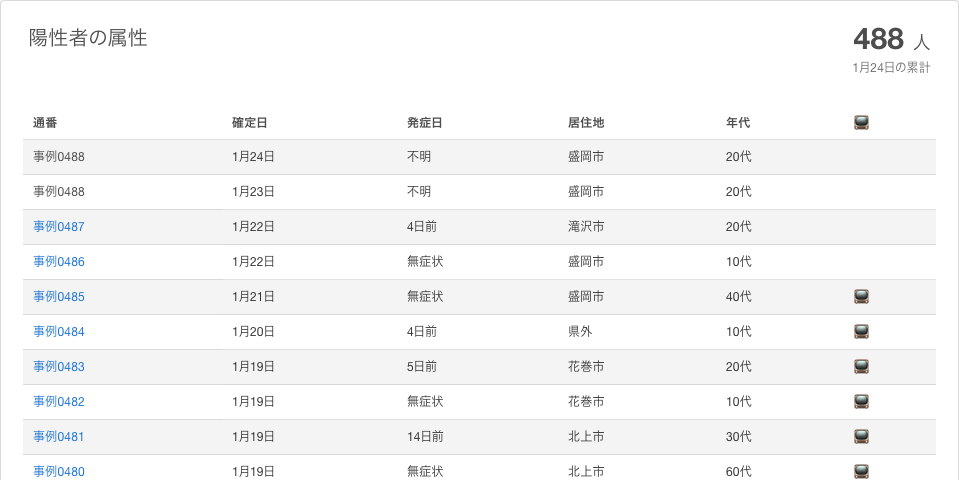 陽性者の属性
488 人
1月24日の累計
通番 確定日 発症日 居住地 年代
事例0488 1月24日 不明 盛岡市 20代
事例0488 1月23日 不明 盛岡市 20代
事例0487 1月22日 4日前 滝沢市 20代
事例0486 1月22日 無症状 盛岡市 10代
事例0485 1月21日 無症状 盛岡市 40代
事例0484 1月20日 4日前 県外 10代
事例0483 1月19日 5日前 花巻市 20代
事例0482 1月19日 無症状 花巻市 10代
事例0481 1月19日 14日前 北上市 30代
事例0480 1月19日 無症状 北上市 60代